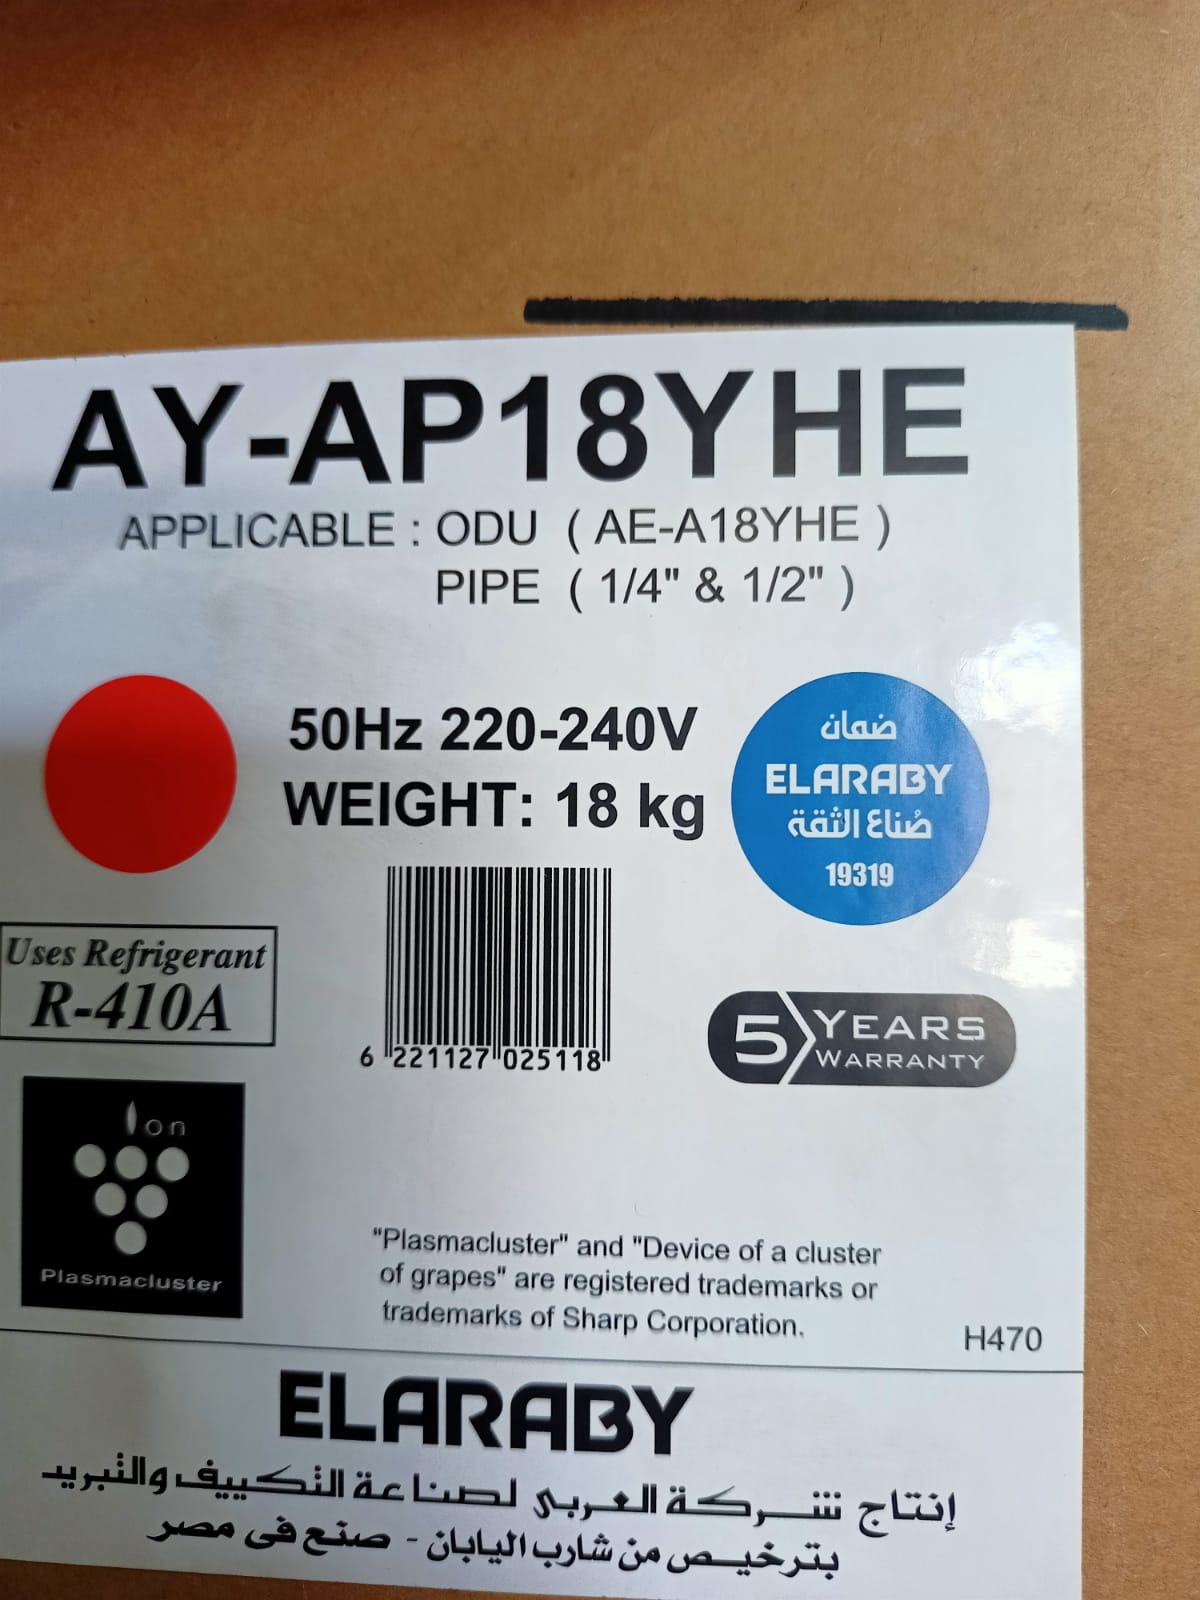 AY-AP18YHE
APPLICABLE : ODU ( AE-A18YHE )
PIPE ( 1/4" & 1/2" )
50Hz 220-240V
WEIGHT: 18 kg
ضمان
ELARABY
صُناع الثقة
19319
Uses Refrigerant
R-410A
6 221127 025118
5 YEARS
WARRANTY
Ion
Plasmacluster
"Plasmacluster" and "Device of a cluster
of grapes" are registered trademarks or
trademarks of Sharp Corporation.
H470
ELARABY
إنتاج شركة العربى لصناعة التكييف والتبريد
بترخيص من شارب اليابان - صنع فى مصر